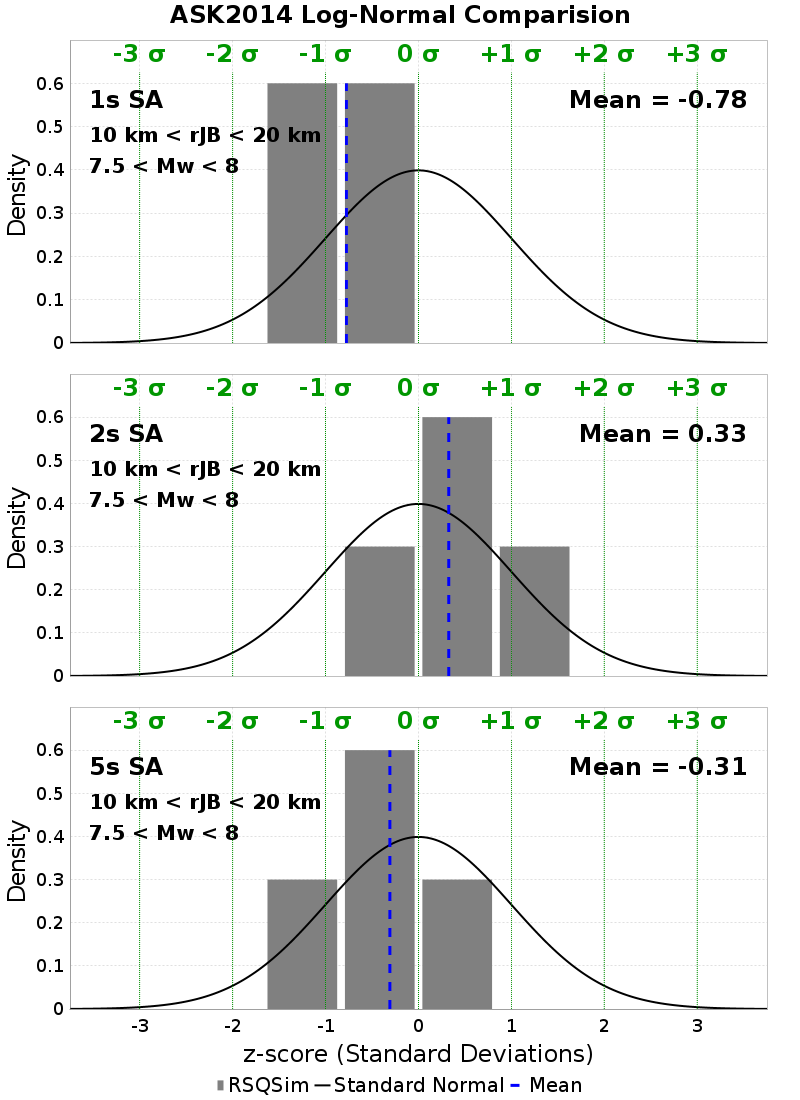 ASK2014 Log-Normal Comparision
-3 σ -2 σ -1 σ 0 σ +1 σ +2 σ +3 σ
1s SA
Mean = -0.78
10 km < rJB < 20 km
7.5 < Mw < 8
0.6
0.5
0.4
0.3
0.2
0.1
0
Density
-3 σ -2 σ -1 σ 0 σ +1 σ +2 σ +3 σ
2s SA
Mean = 0.33
10 km < rJB < 20 km
7.5 < Mw < 8
0.6
0.5
0.4
0.3
0.2
0.1
0
Density
-3 σ -2 σ -1 σ 0 σ +1 σ +2 σ +3 σ
5s SA
Mean = -0.31
10 km < rJB < 20 km
7.5 < Mw < 8
0.6
0.5
0.4
0.3
0.2
0.1
0
Density
-3 -2 -1 0 1 2 3
z-score (Standard Deviations)
RSQSim Standard Normal Mean